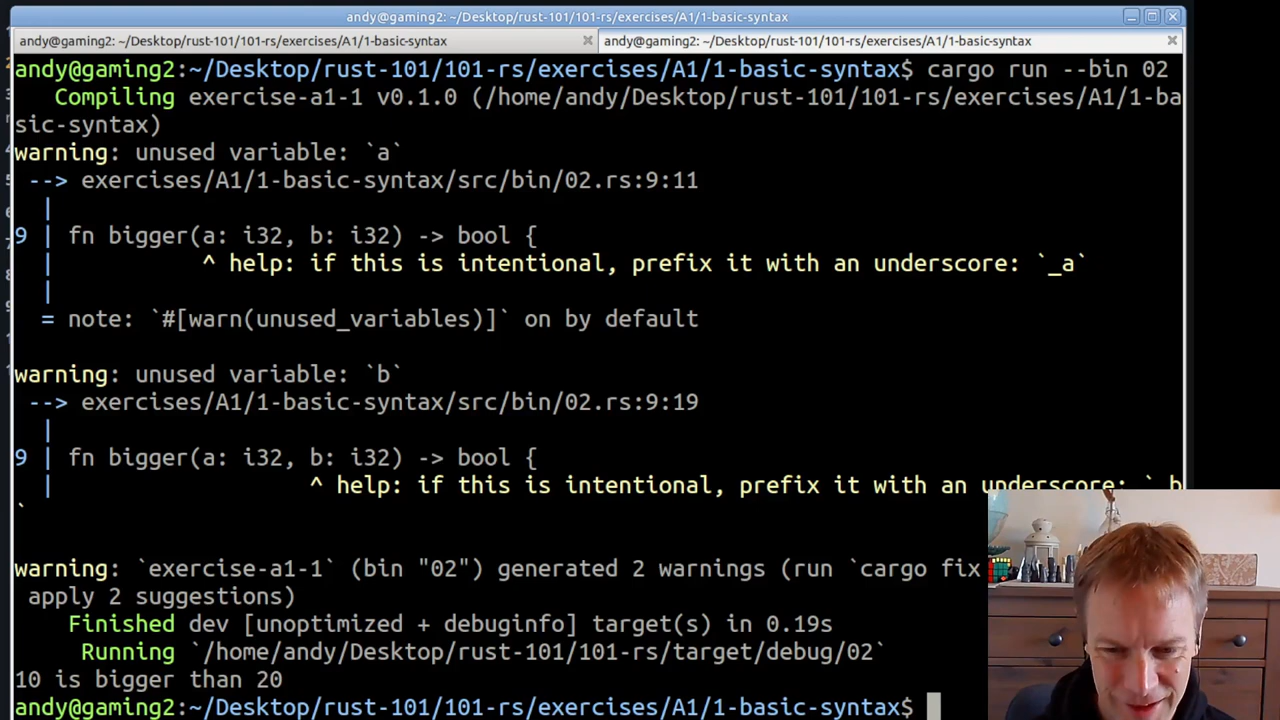 andy@gaming2: ~/Desktop/rust-101/101-rs/exercises/A1/1-basic-syntax
andy@gaming2: ~/Desktop/rust-101/101-rs/exercises/A1/1-basic-syntax andy@gaming2: ~/Desktop/rust-101/101-rs/exercises/A1/1-basic-syntax
andy@gaming2:~/Desktop/rust-101/101-rs/exercises/A1/1-basic-syntax$ cargo run --bin 02
Compiling exercise-a1-1 v0.1.0 (/home/andy/Desktop/rust-101/101-rs/exercises/A1/1-ba
sic-syntax)
warning: unused variable: `a`
--> exercises/A1/1-basic-syntax/src/bin/02.rs:9:11
|
9 | fn bigger(a: i32, b: i32) -> bool {
| ^ help: if this is intentional, prefix it with an underscore: `_a`
|
= note: `#[warn(unused_variables)]` on by default
warning: unused variable: `b`
--> exercises/A1/1-basic-syntax/src/bin/02.rs:9:19
|
9 | fn bigger(a: i32, b: i32) -> bool {
| ^ help: if this is intentional, prefix it with an underscore: `_b
`
warning: `exercise-a1-1` (bin "02") generated 2 warnings (run `cargo fix
apply 2 suggestions)
Finished dev [unoptimized + debuginfo] target(s) in 0.19s
Running `/home/andy/Desktop/rust-101/101-rs/target/debug/02`
10 is bigger than 20
andy@gaming2:~/Desktop/rust-101/101-rs/exercises/A1/1-basic-syntax$